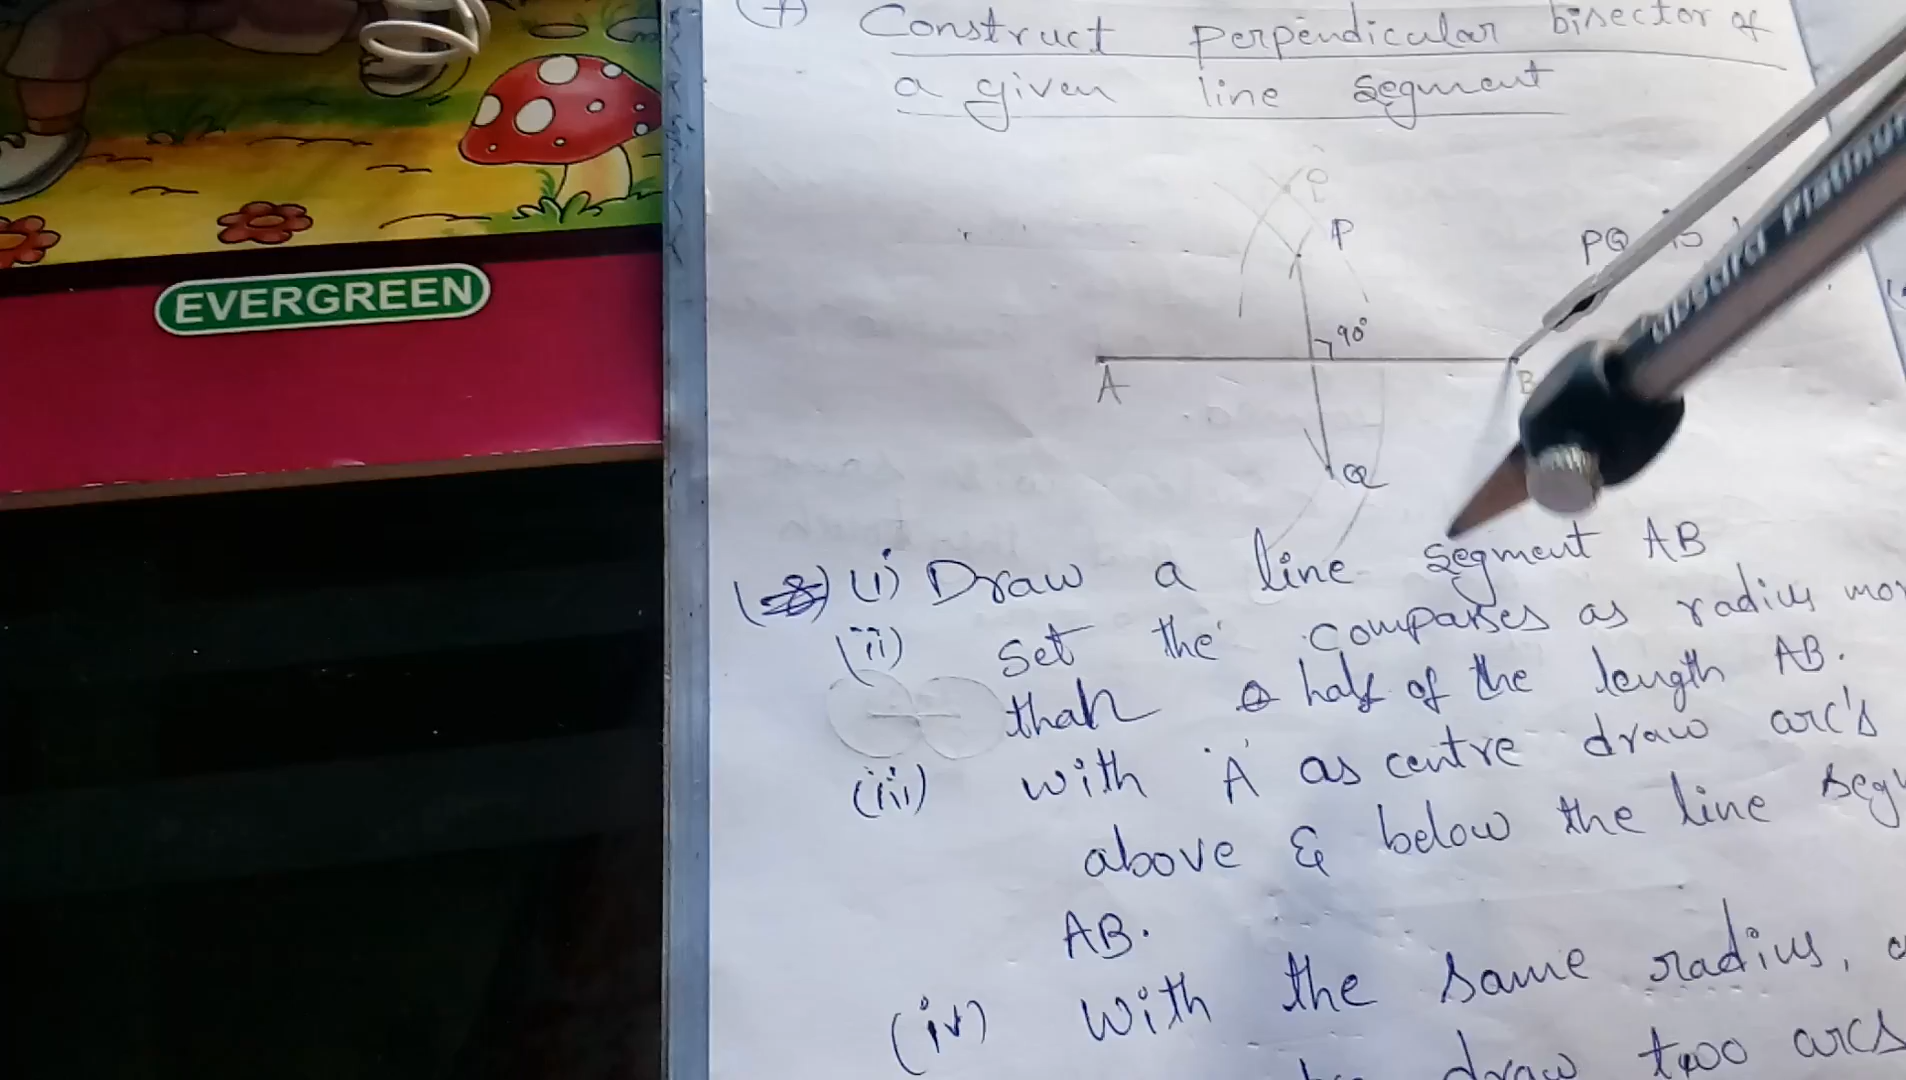 Construct perpendicular bisector of
a given line segment
P
PQ is
90°
A
B
Q
EVERGREEN
(i) Draw a line segment AB
(ii) Set the compasses as radius
than half of the length AB.
(iii) with 'A' as centre draw arc's
above & below the line
AB.
(iv) With the same radius,
draw two arcs